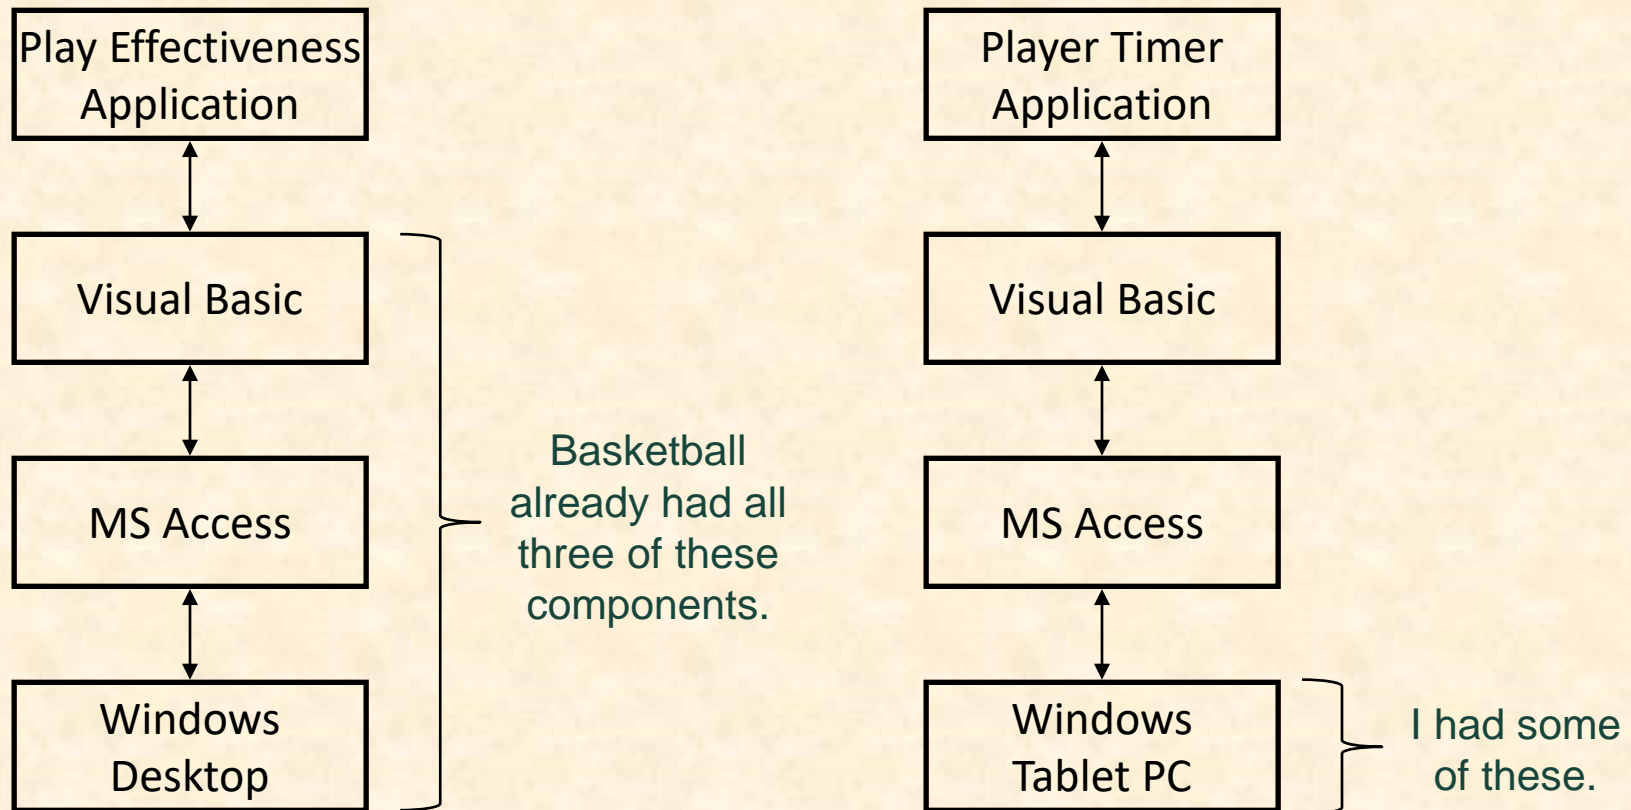 Play Effectiveness
Application
Visual Basic
MS Access
Windows
Desktop
Basketball
already had all
three of these
components.
Player Timer
Application
Visual Basic
MS Access
Windows
Tablet PC
I had some
of these.